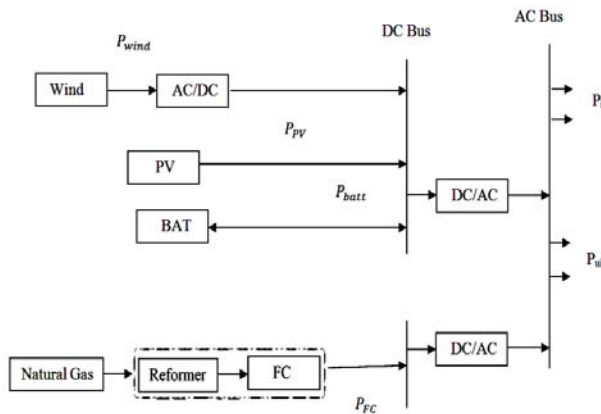 AC Bus
DC Bus
P_wind
Wind
AC/DC
P_PV
PV
P_batt
DC/AC
BAT
Natural Gas
Reformer
FC
P_FC
DC/AC